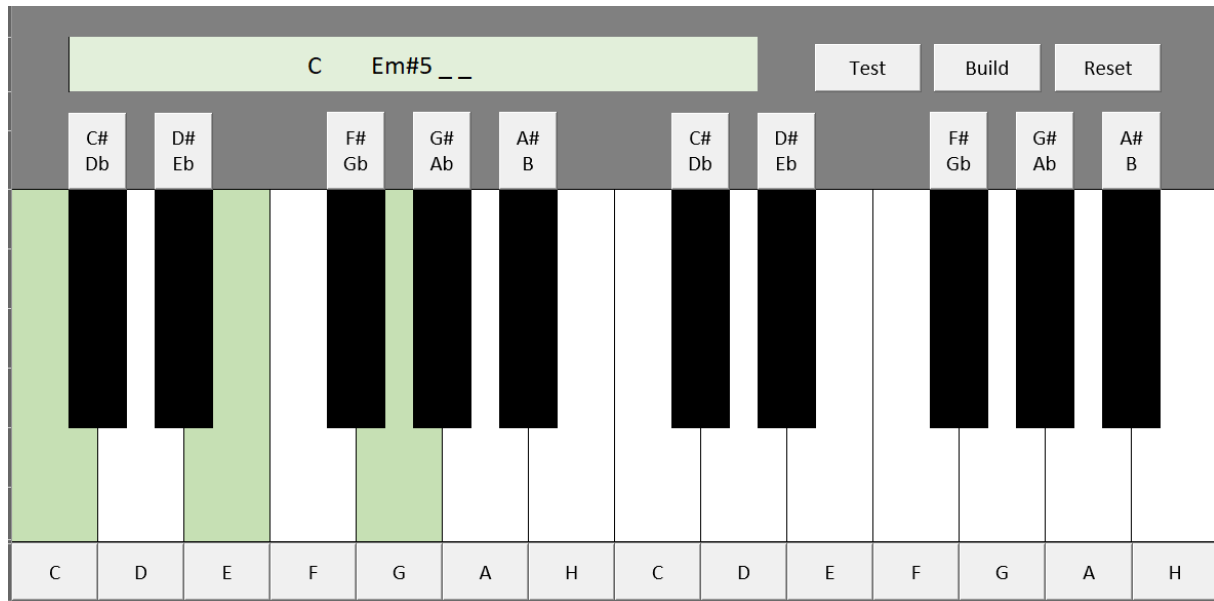 C Em#5 _ _
Test Build Reset
C# D# F# G# A# C# D# F# G# A#
Db Eb Gb Ab B Db Eb Gb Ab B
C D E F G A H C D E F G A H